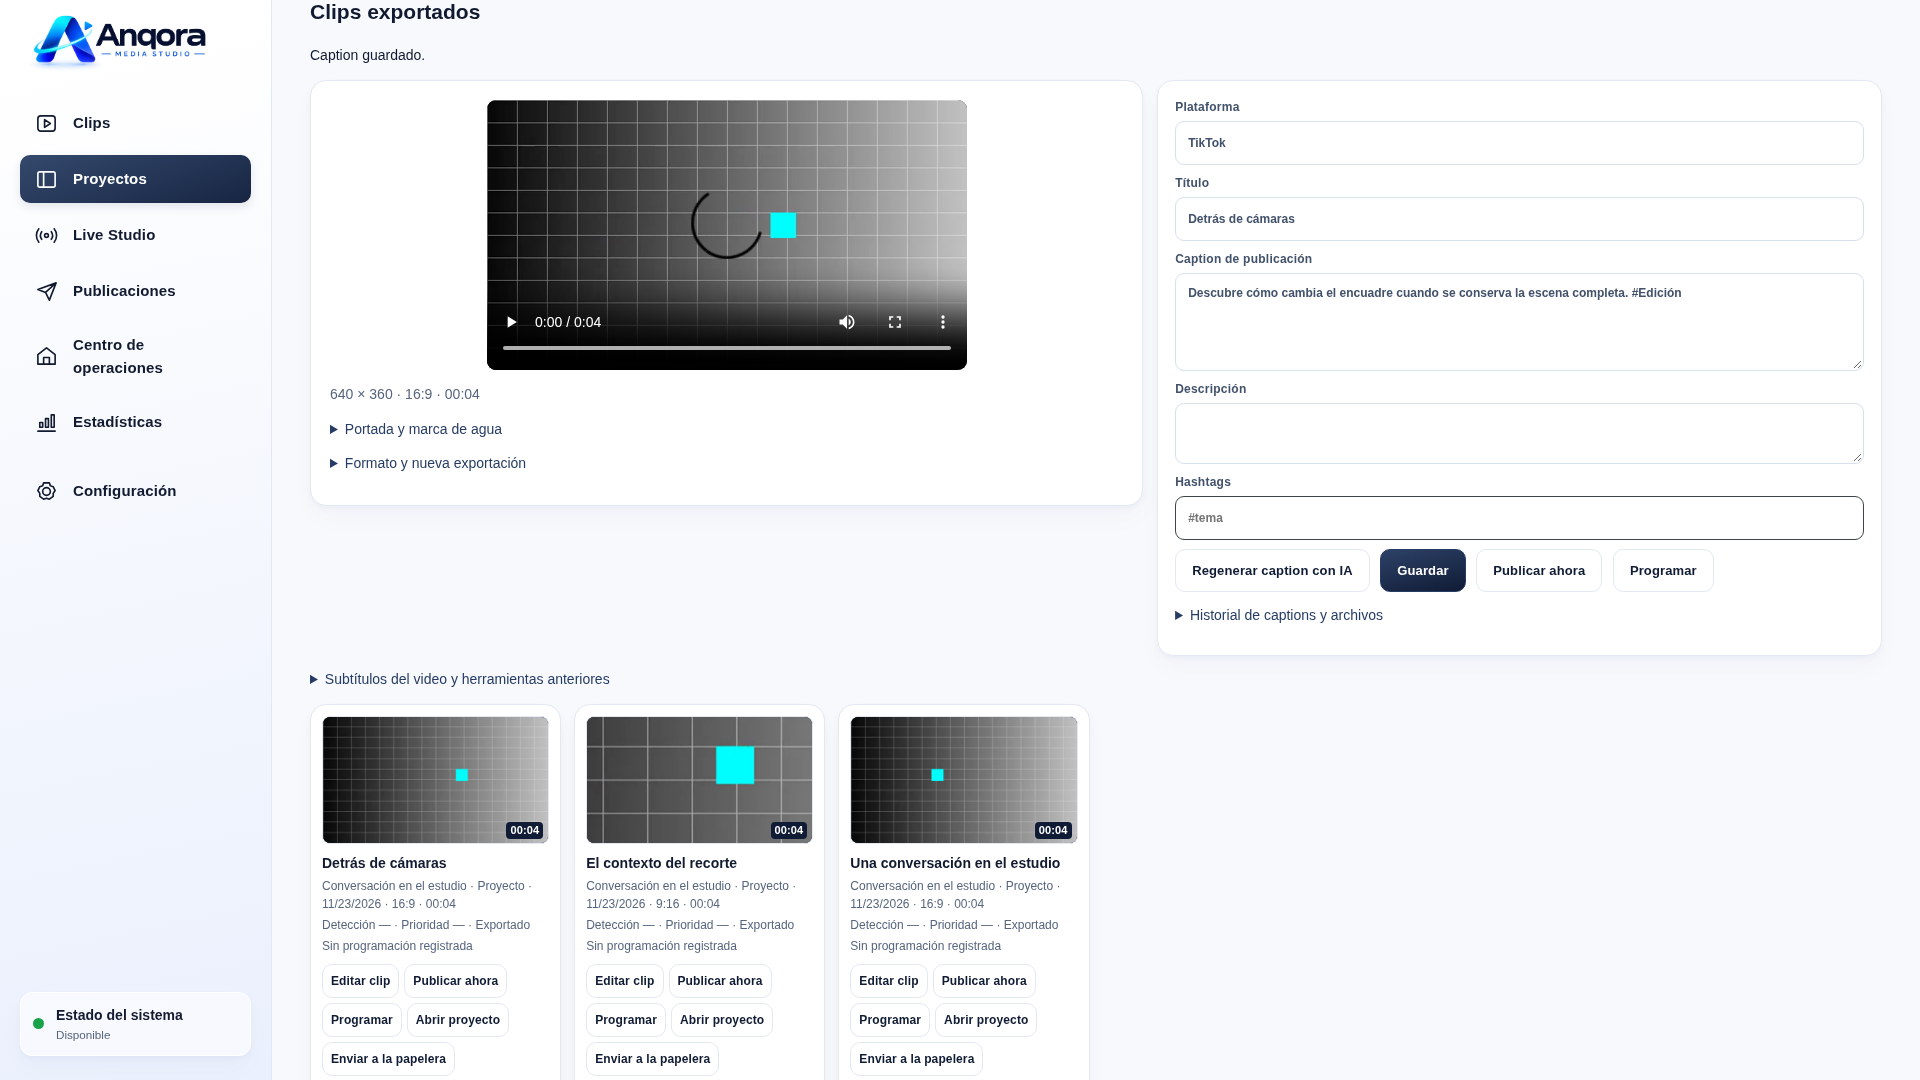 Anqora
MEDIA STUDIO
Clips
Proyectos
Live Studio
Publicaciones
Centro de
operaciones
Estadísticas
Configuración
Estado del sistema
Disponible
Clips exportados
Caption guardado.
0:00 / 0:04
640 × 360 · 16:9 · 00:04
Portada y marca de agua
Formato y nueva exportación
Plataforma
TikTok
Título
Detrás de cámaras
Caption de publicación
Descubre cómo cambia el encuadre cuando se conserva la escena completa. #Edición
Descripción
Hashtags
#tema
Regenerar caption con IA
Guardar
Publicar ahora
Programar
Historial de captions y archivos
Subtítulos del video y herramientas anteriores
00:04
Detrás de cámaras
Conversación en el estudio · Proyecto ·
11/23/2026 · 16:9 · 00:04
Detección — · Prioridad — · Exportado
Sin programación registrada
Editar clip
Publicar ahora
Programar
Abrir proyecto
Enviar a la papelera
00:04
El contexto del recorte
Conversación en el estudio · Proyecto ·
11/23/2026 · 9:16 · 00:04
Detección — · Prioridad — · Exportado
Sin programación registrada
Editar clip
Publicar ahora
Programar
Abrir proyecto
Enviar a la papelera
00:04
Una conversación en el estudio
Conversación en el estudio · Proyecto ·
11/23/2026 · 16:9 · 00:04
Detección — · Prioridad — · Exportado
Sin programación registrada
Editar clip
Publicar ahora
Programar
Abrir proyecto
Enviar a la papelera